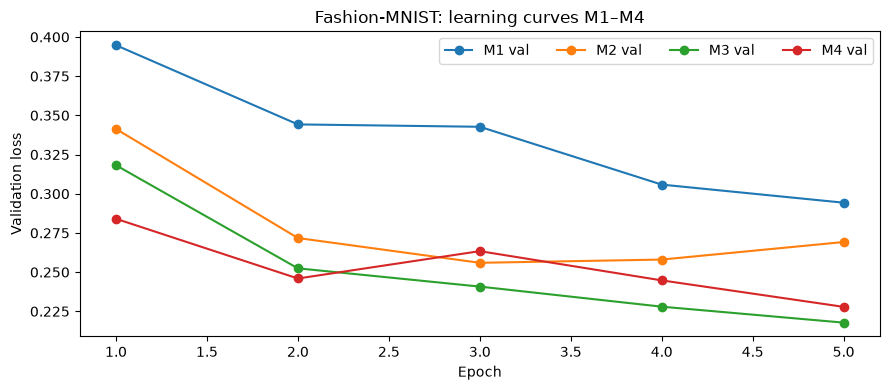 Fashion-MNIST: learning curves M1–M4
M1 val M2 val M3 val M4 val
Validation loss
0.400
0.375
0.350
0.325
0.300
0.275
0.250
0.225
1.0 1.5 2.0 2.5 3.0 3.5 4.0 4.5 5.0
Epoch